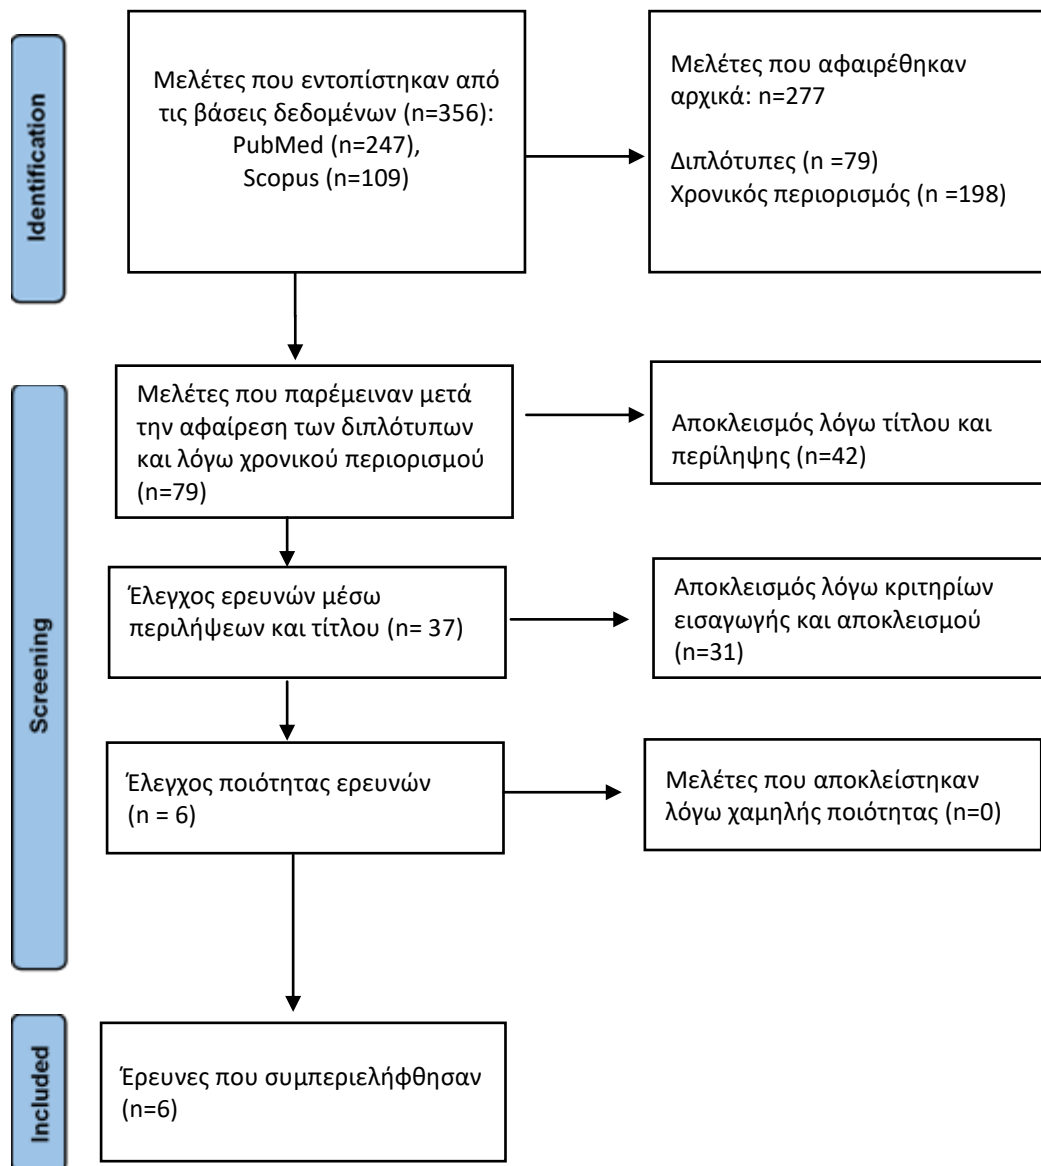 Identification
Μελέτες που εντοπίστηκαν από
τις βάσεις δεδομένων (n=356):
PubMed (n=247),
Scopus (n=109)
Μελέτες που αφαιρέθηκαν
αρχικά: n=277
Διπλότυπες (n =79)
Χρονικός περιορισμός (n =198)
Screening
Μελέτες που παρέμειναν μετά
την αφαίρεση των διπλότυπων
και λόγω χρονικού περιορισμού
(n=79)
Αποκλεισμός λόγω τίτλου και
περίληψης (n=42)
Έλεγχος ερευνών μέσω
περιλήψεων και τίτλου (n= 37)
Αποκλεισμός λόγω κριτηρίων
εισαγωγής και αποκλεισμού
(n=31)
Έλεγχος ποιότητας ερευνών
(n = 6)
Μελέτες που αποκλείστηκαν
λόγω χαμηλής ποιότητας (n=0)
Included
Έρευνες που συμπεριελήφθησαν
(n=6)